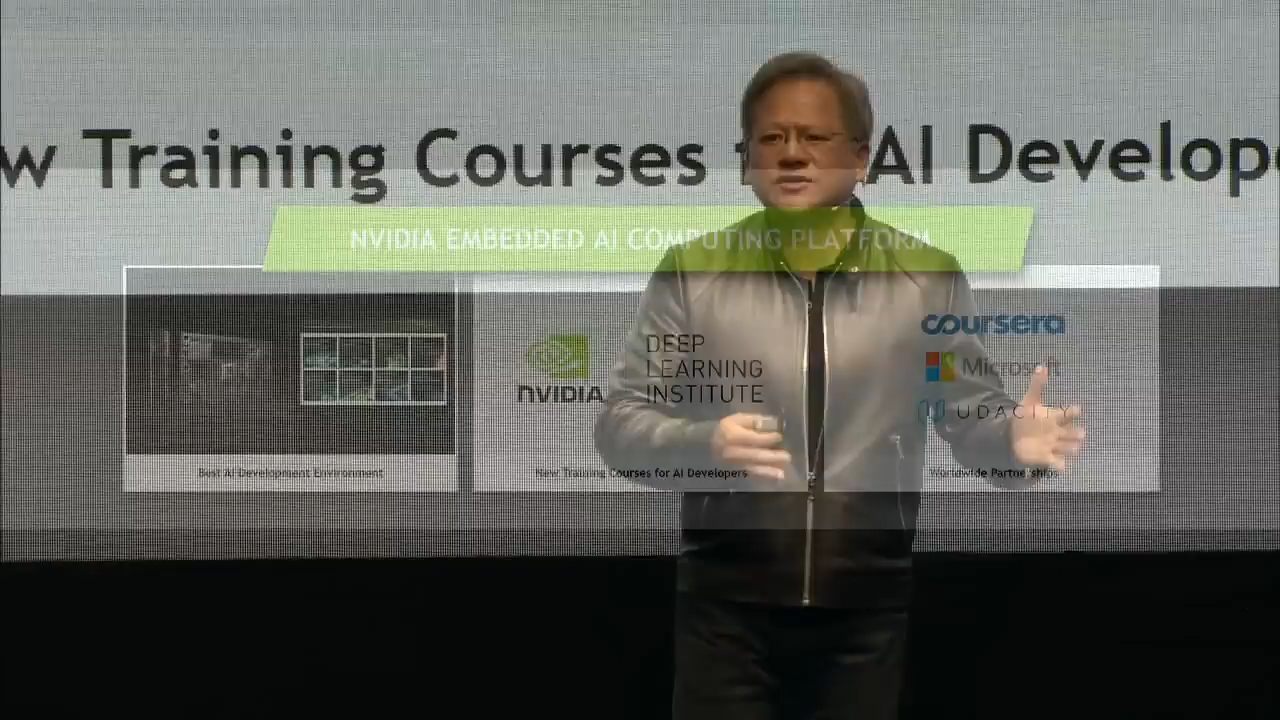 w Training Courses f AI Develope
NVIDIA EMBEDDED AI COMPUTING PLATFORM
nVIDIA
DEEP
LEARNING
INSTITUTE
coursera
Microsoft
UDACITY
Best AI Development Environment
New Training Courses for AI Developers
Worldwide Partnerships